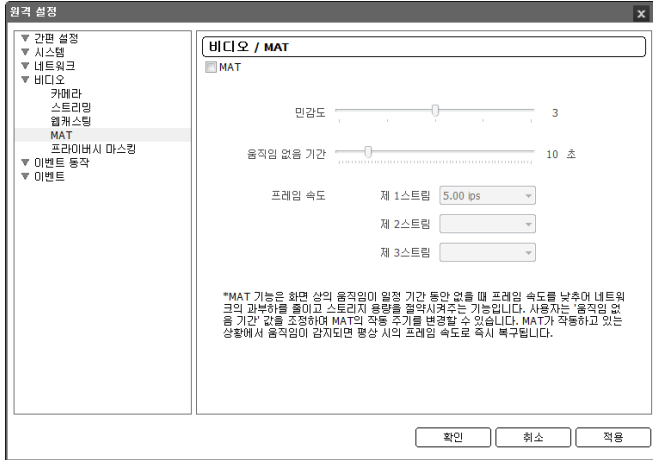 원격 설정
간편 설정
시스템
네트워크
비디오
카메라
스트리밍
웹캐스팅
MAT
프라이버시 마스킹
이벤트 동작
이벤트
비디오 / MAT
MAT
민감도 3
움직임 없음 기간 10 초
프레임 속도 제 1스트림 5.00 ips
제 2스트림
제 3스트림
*MAT 기능은 화면 상의 움직임이 일정 기간 동안 없을 때 프레임 속도를 낮추어 네트워
크의 과부하를 줄이고 스토리지 용량을 절약시켜주는 기능입니다. 사용자는 '움직임 없
음 기간' 값을 조정하며 MAT의 작동 주기를 변경할 수 있습니다. MAT가 작동하고 있는
상황에서 움직임이 감지되면 평상 시의 프레임 속도로 즉시 복구됩니다.
확인 취소 적용